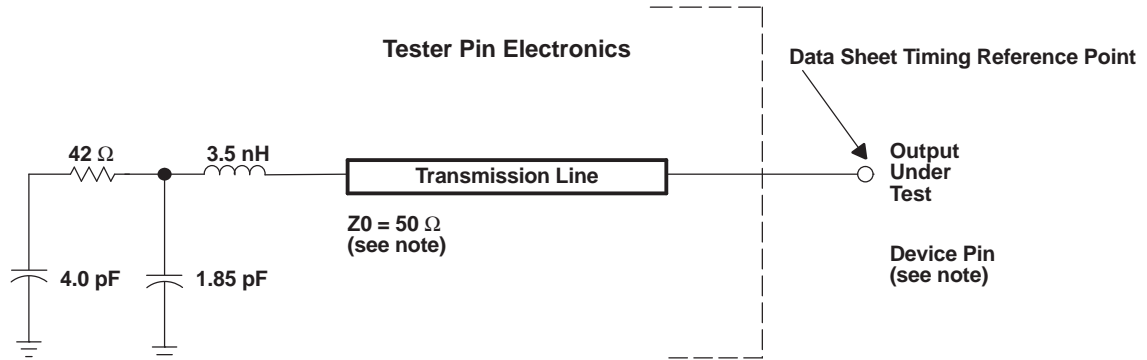 Tester Pin Electronics
Data Sheet Timing Reference Point
42 Ω
3.5 nH
Transmission Line
Output
Under
Test
Z0 = 50 Ω
(see note)
Device Pin
(see note)
4.0 pF
1.85 pF